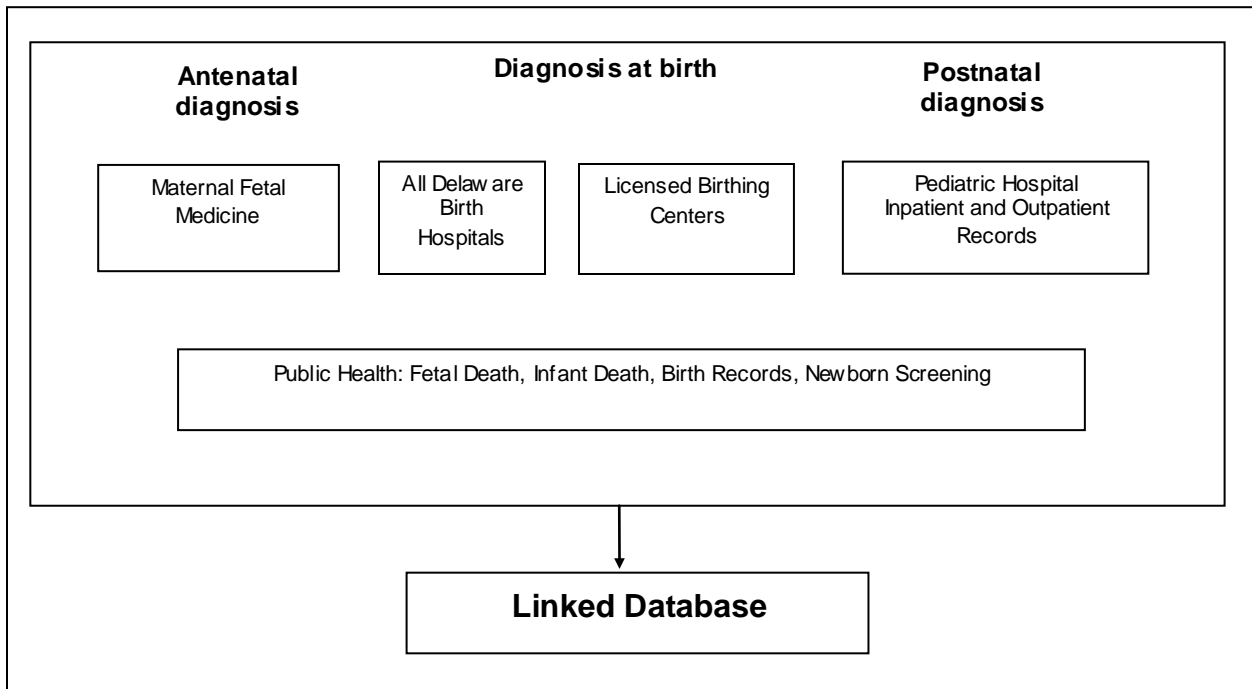 Antenatal
diagnosis
Diagnosis at birth
Postnatal
diagnosis
Maternal Fetal
Medicine
All Delaware
Birth
Hospitals
Licensed Birthing
Centers
Pediatric Hospital
Inpatient and Outpatient
Records
Public Health: Fetal Death, Infant Death, Birth Records, Newborn Screening
Linked Database